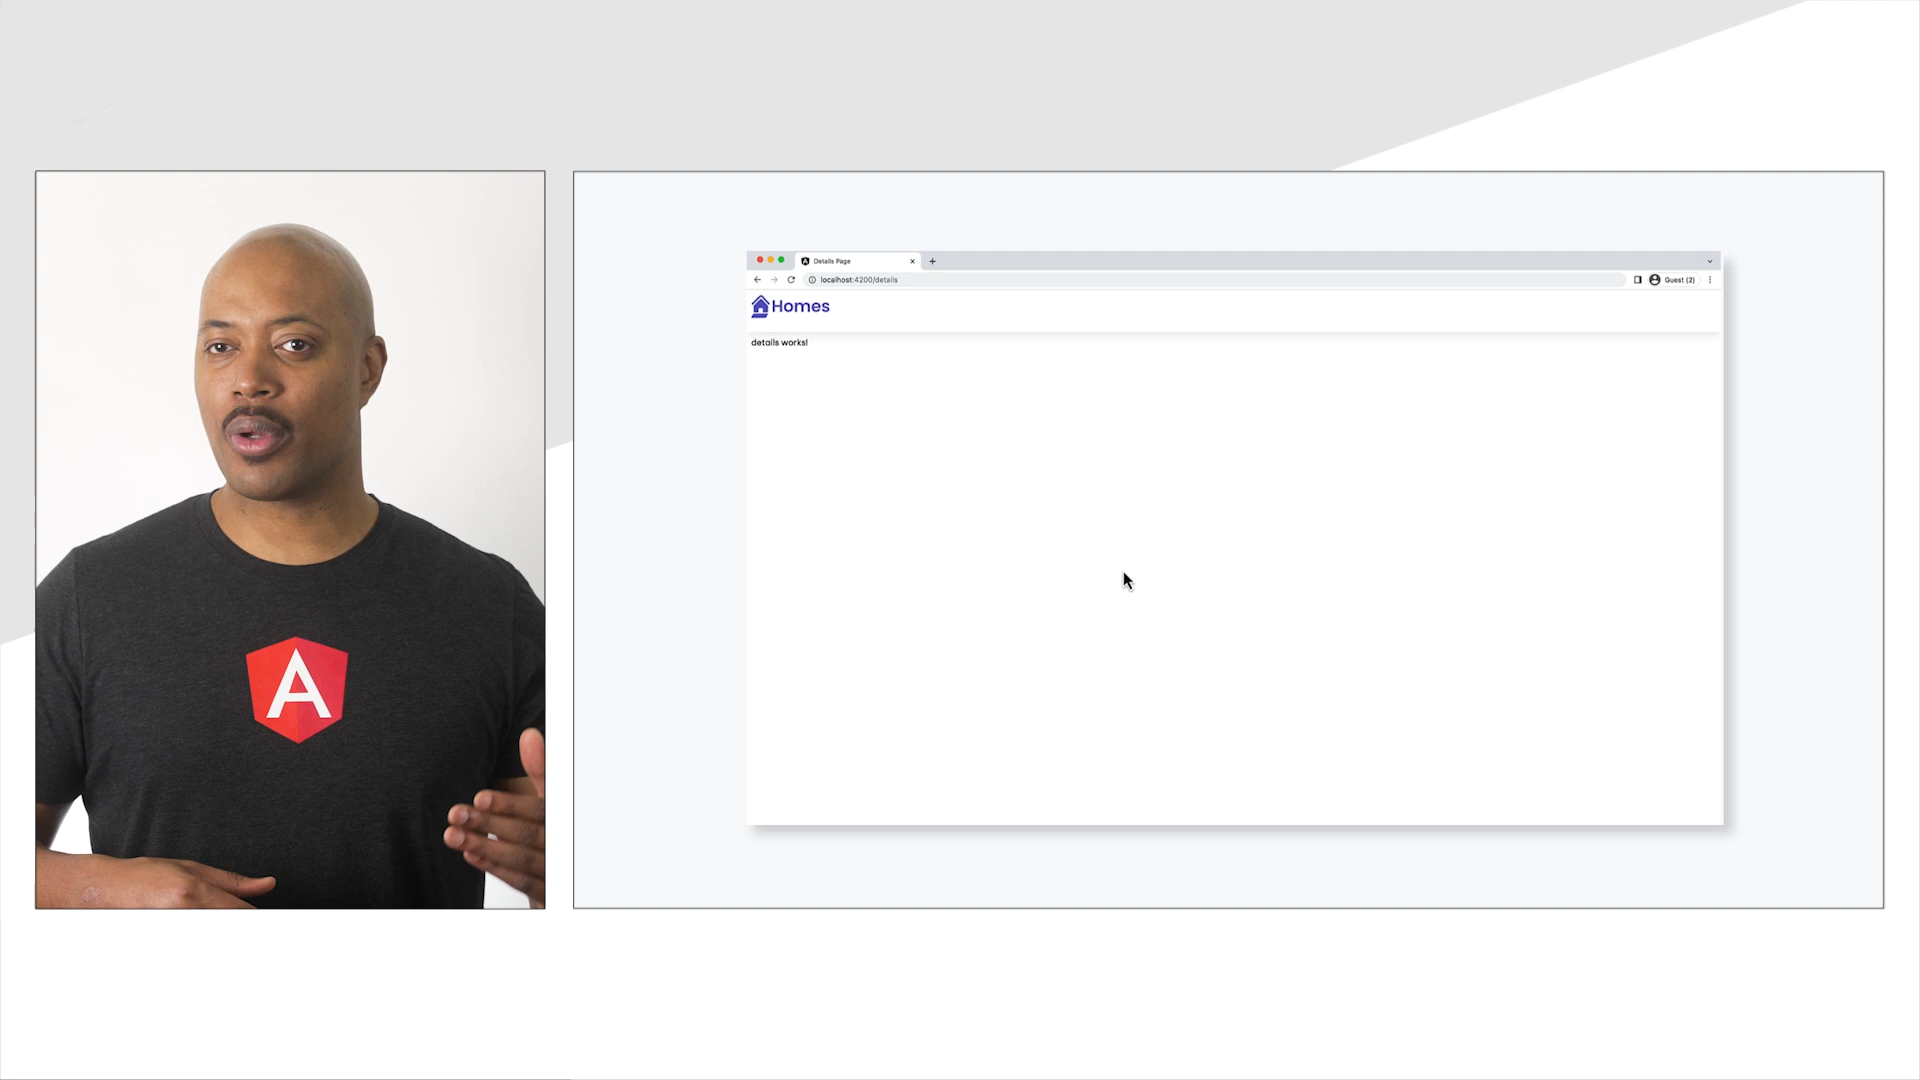 A
Details Page
localhost:4200/details
Guest (2)
Homes
details works!